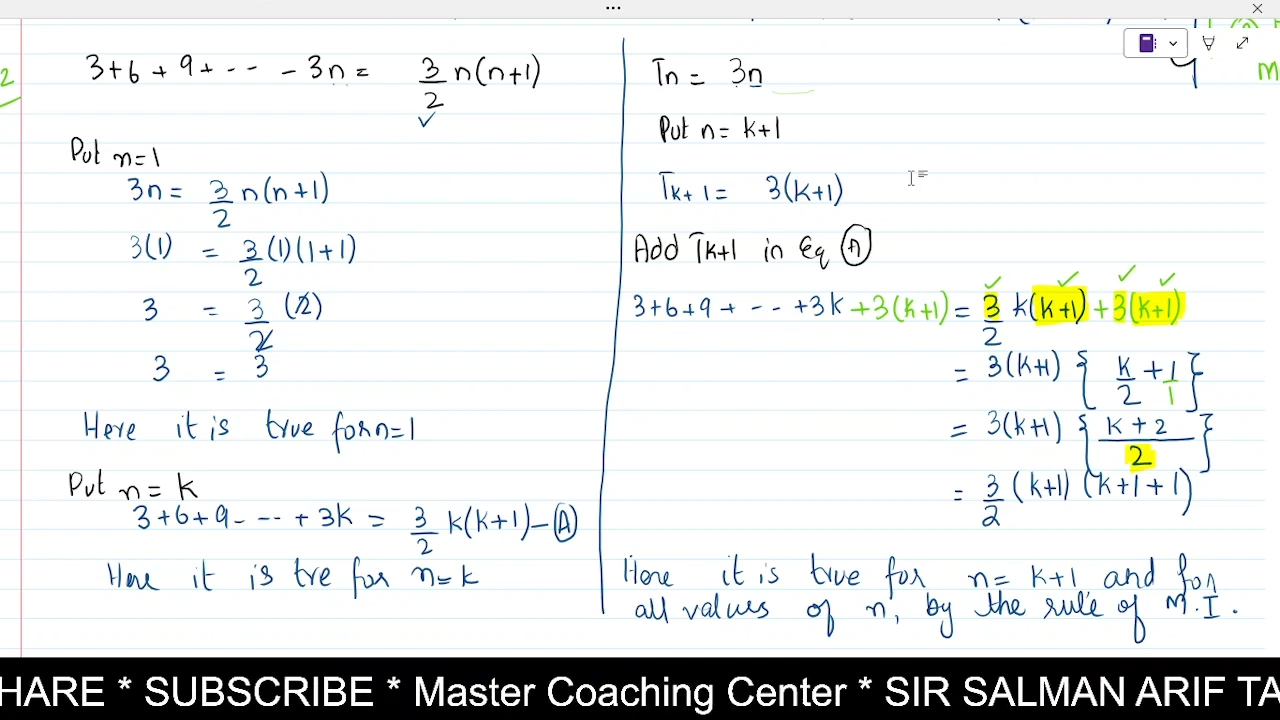 2
3+6+9+-- - 3n = 3/2 n(n+1)
Put n=1
3n = 3/2 n(n+1)
3(1) = 3/2 (1)(1+1)
3 = 3/2 (2)
3 = 3
Here it is true for n=1
Put n = k
3+6+9- -- + 3k = 3/2 k(k+1) - A
Here it is tre for n=k
Tn = 3n
Put n = k+1
Tk+1 = 3(k+1)
Add Tk+1 in Eq A
3+6+9+ -- +3k +3(k+1) = 3/2 k(k+1) + 3(k+1)
= 3(k+1) { k/2 + 1/1 }
= 3(k+1) { k+2/2 }
= 3/2 (k+1) (k+1+1)
Here it is true for n= k+1 and for
all values of n, by the rule of M.I.
M
HARE * SUBSCRIBE * Master Coaching Center * SIR SALMAN ARIF TA